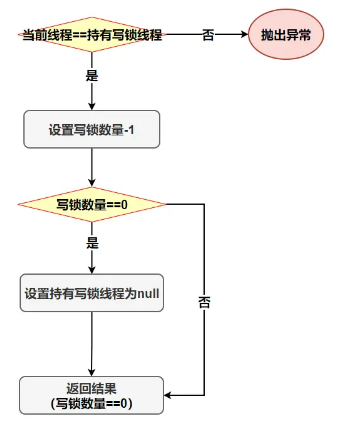 当前线程==持有写锁线程
否
抛出异常
是
设置写锁数量-1
写锁数量==0
是
设置持有写锁线程为null
否
返回结果
（写锁数量==0）